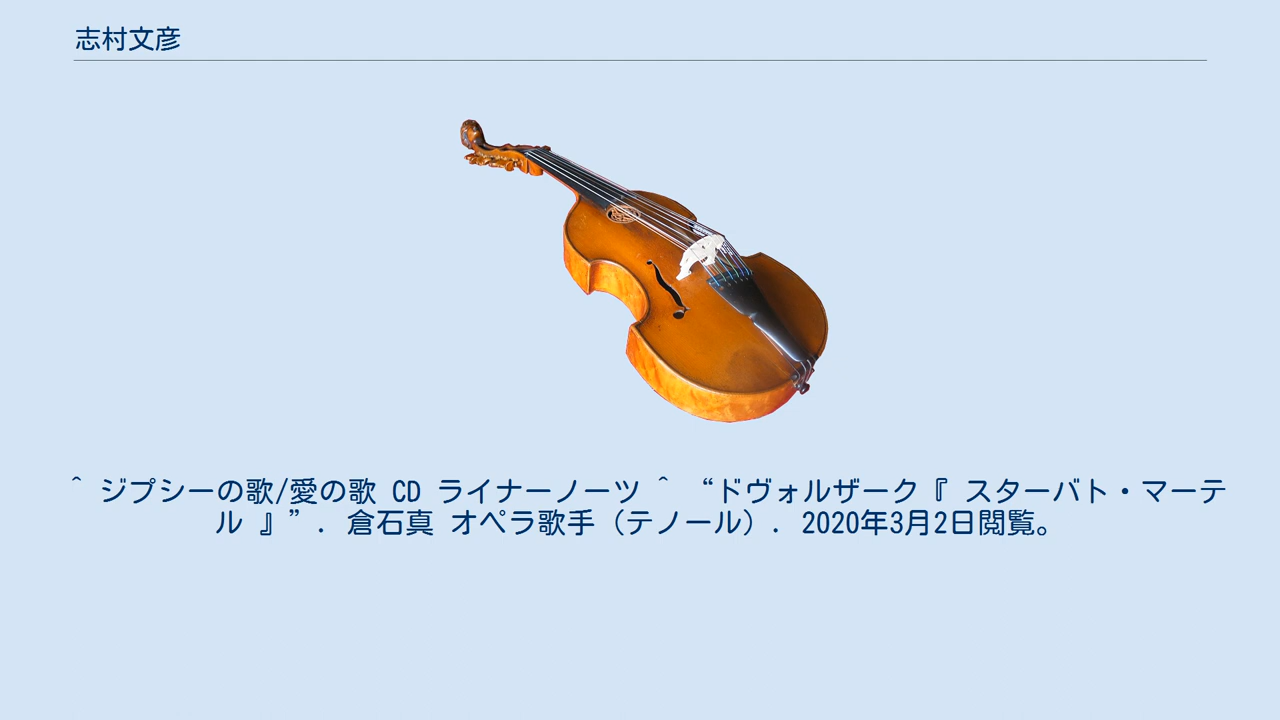 志村文彦
^ ジプシーの歌/愛の歌 CD ライナーノーツ ^ “ドヴォルザーク『 スターバト・マーテ
ル 』”. 倉石真 オペラ歌手（テノール）. 2020年3月2日閲覧。